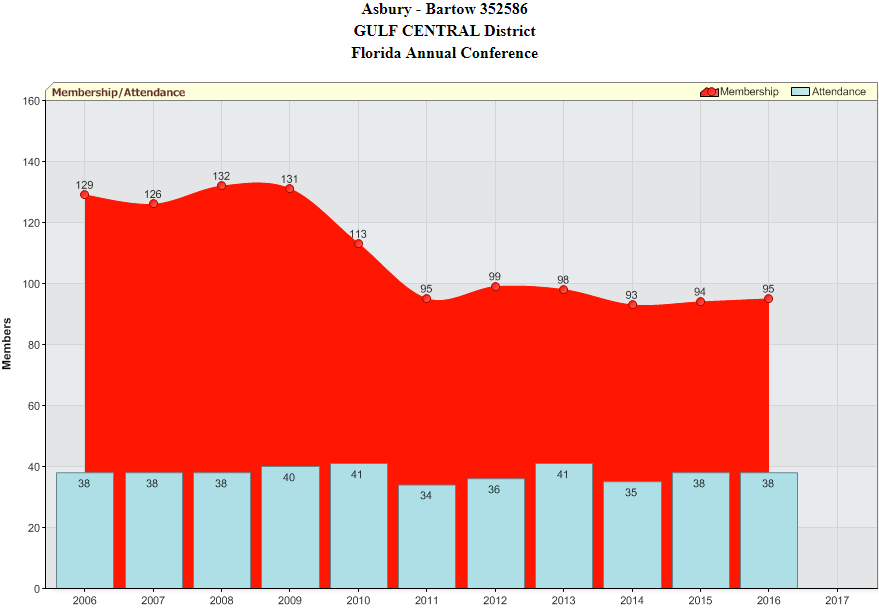 Asbury - Bartow 352586
GULF CENTRAL District
Florida Annual Conference
Membership/Attendance
Membership Attendance
Members
160
140
120
100
80
60
40
20
0
129 126 132 131 113 95 99 98 93 94 95
38 38 38 40 41 34 36 41 35 38 38
2006 2007 2008 2009 2010 2011 2012 2013 2014 2015 2016 2017